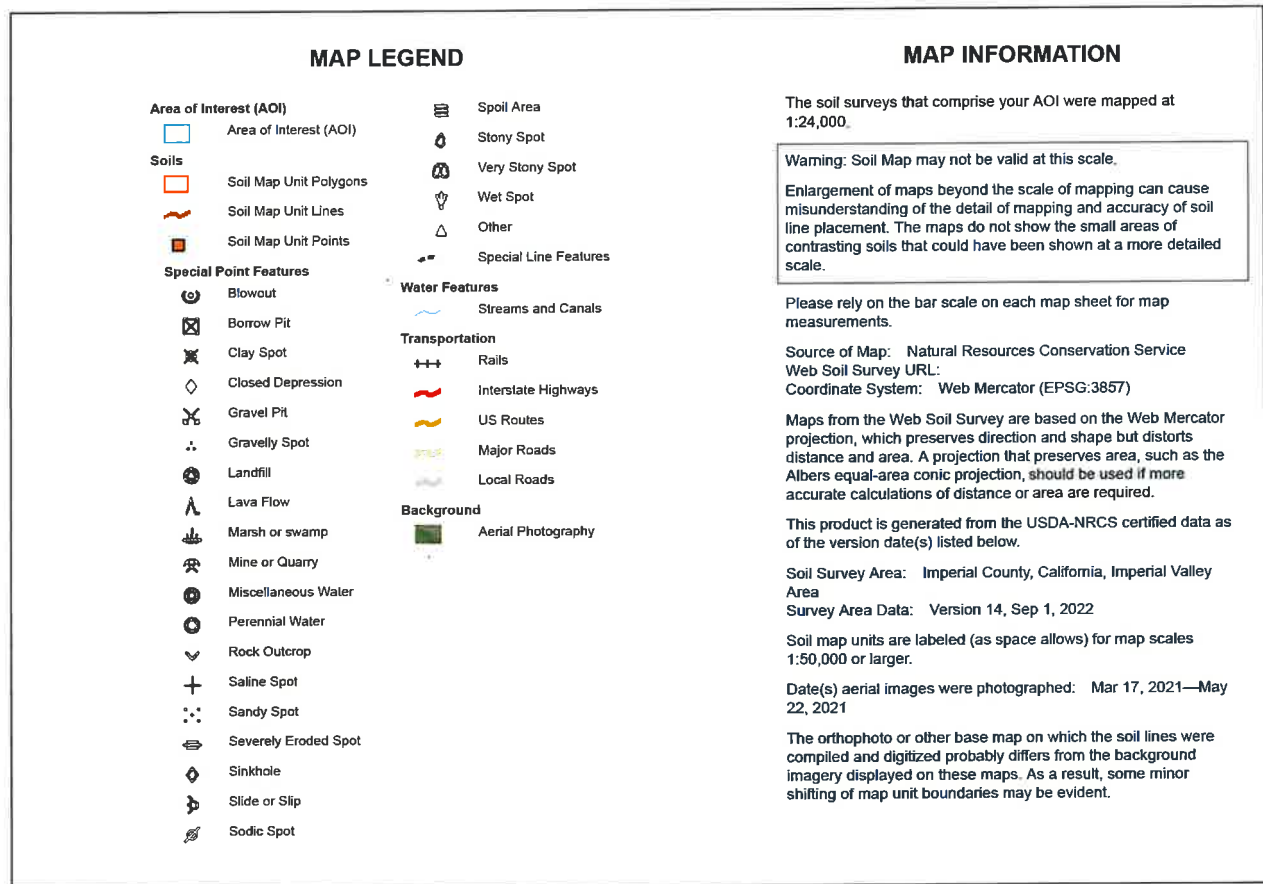 MAP LEGEND
Area of Interest (AOI)
Area of Interest (AOI)
Soils
Soil Map Unit Polygons
Soil Map Unit Lines
Soil Map Unit Points
Special Point Features
Blowout
Borrow Pit
Clay Spot
Closed Depression
Gravel Pit
Gravelly Spot
Landfill
Lava Flow
Marsh or swamp
Mine or Quarry
Miscellaneous Water
Perennial Water
Rock Outcrop
Saline Spot
Sandy Spot
Severely Eroded Spot
Sinkhole
Slide or Slip
Sodic Spot
Spoil Area
Stony Spot
Very Stony Spot
Wet Spot
Other
Special Line Features
Water Features
Streams and Canals
Transportation
Rails
Interstate Highways
US Routes
Major Roads
Local Roads
Background
Aerial Photography
MAP INFORMATION
The soil surveys that comprise your AOI were mapped at
1:24,000.
Warning: Soil Map may not be valid at this scale.
Enlargement of maps beyond the scale of mapping can cause
misunderstanding of the detail of mapping and accuracy of soil
line placement. The maps do not show the small areas of
contrasting soils that could have been shown at a more detailed
scale.
Please rely on the bar scale on each map sheet for map
measurements.
Source of Map: Natural Resources Conservation Service
Web Soil Survey URL:
Coordinate System: Web Mercator (EPSG:3857)
Maps from the Web Soil Survey are based on the Web Mercator
projection, which preserves direction and shape but distorts
distance and area. A projection that preserves area, such as the
Albers equal-area conic projection, should be used if more
accurate calculations of distance or area are required.
This product is generated from the USDA-NRCS certified data as
of the version date(s) listed below.
Soil Survey Area: Imperial County, California, Imperial Valley
Area
Survey Area Data: Version 14, Sep 1, 2022
Soil map units are labeled (as space allows) for map scales
1:50,000 or larger.
Date(s) aerial images were photographed: Mar 17, 2021—May
22, 2021
The orthophoto or other base map on which the soil lines were
compiled and digitized probably differs from the background
imagery displayed on these maps. As a result, some minor
shifting of map unit boundaries may be evident.